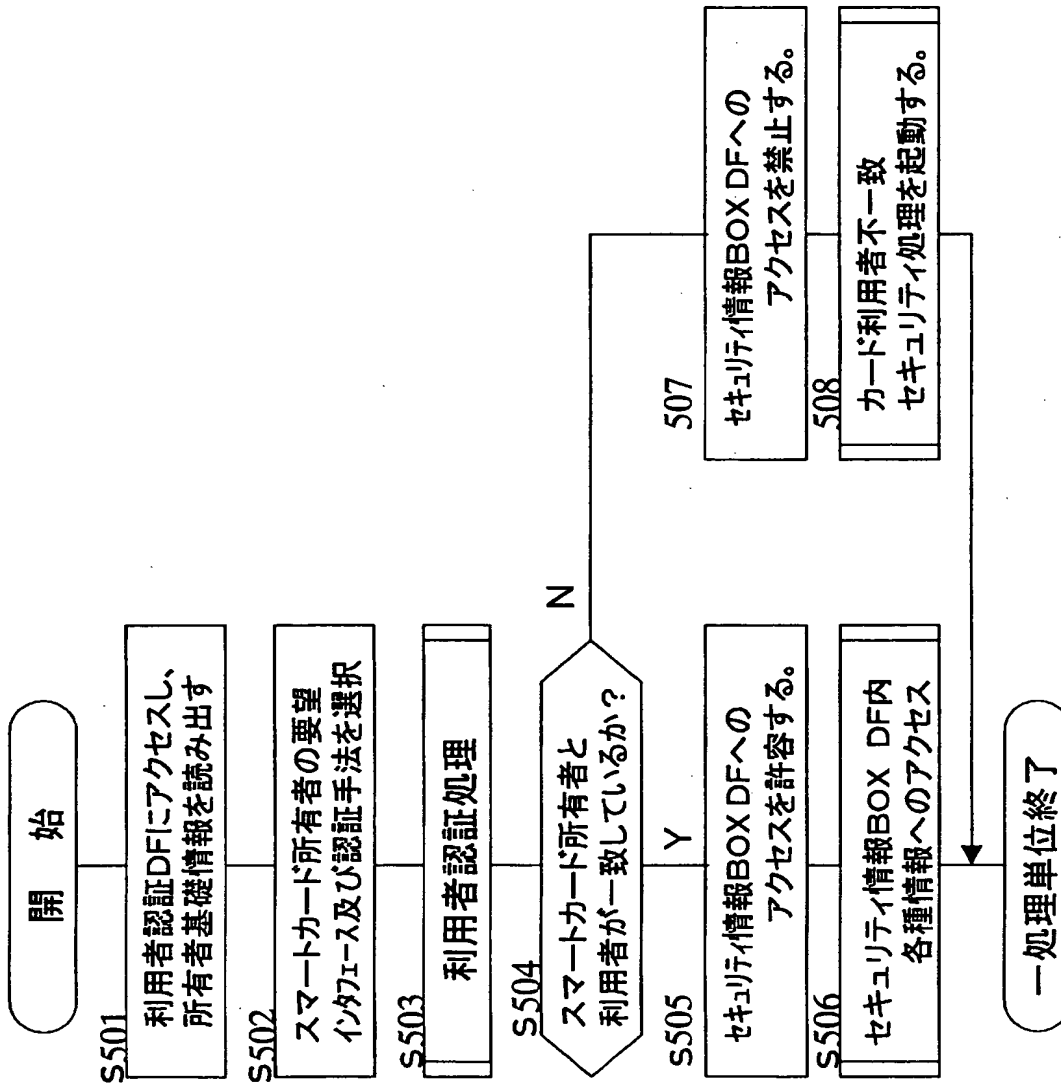 開 始
S501
利用者認証DFにアクセスし、
所有者基礎情報を読み出す
S502
スマートカード所有者の要望
インタフェース及び認証手法を選択
S503
利用者認証処理
S504
スマートカード所有者と
利用者が一致しているか?
N
Y
S505
セキュリティ情報BOX DFへの
アクセスを許容する。
S506
セキュリティ情報BOX DF内
各種情報へのアクセス
507
セキュリティ情報BOX DFへの
アクセスを禁止する。
508
カード利用者不一致
セキュリティ処理を起動する。
一処理単位終了